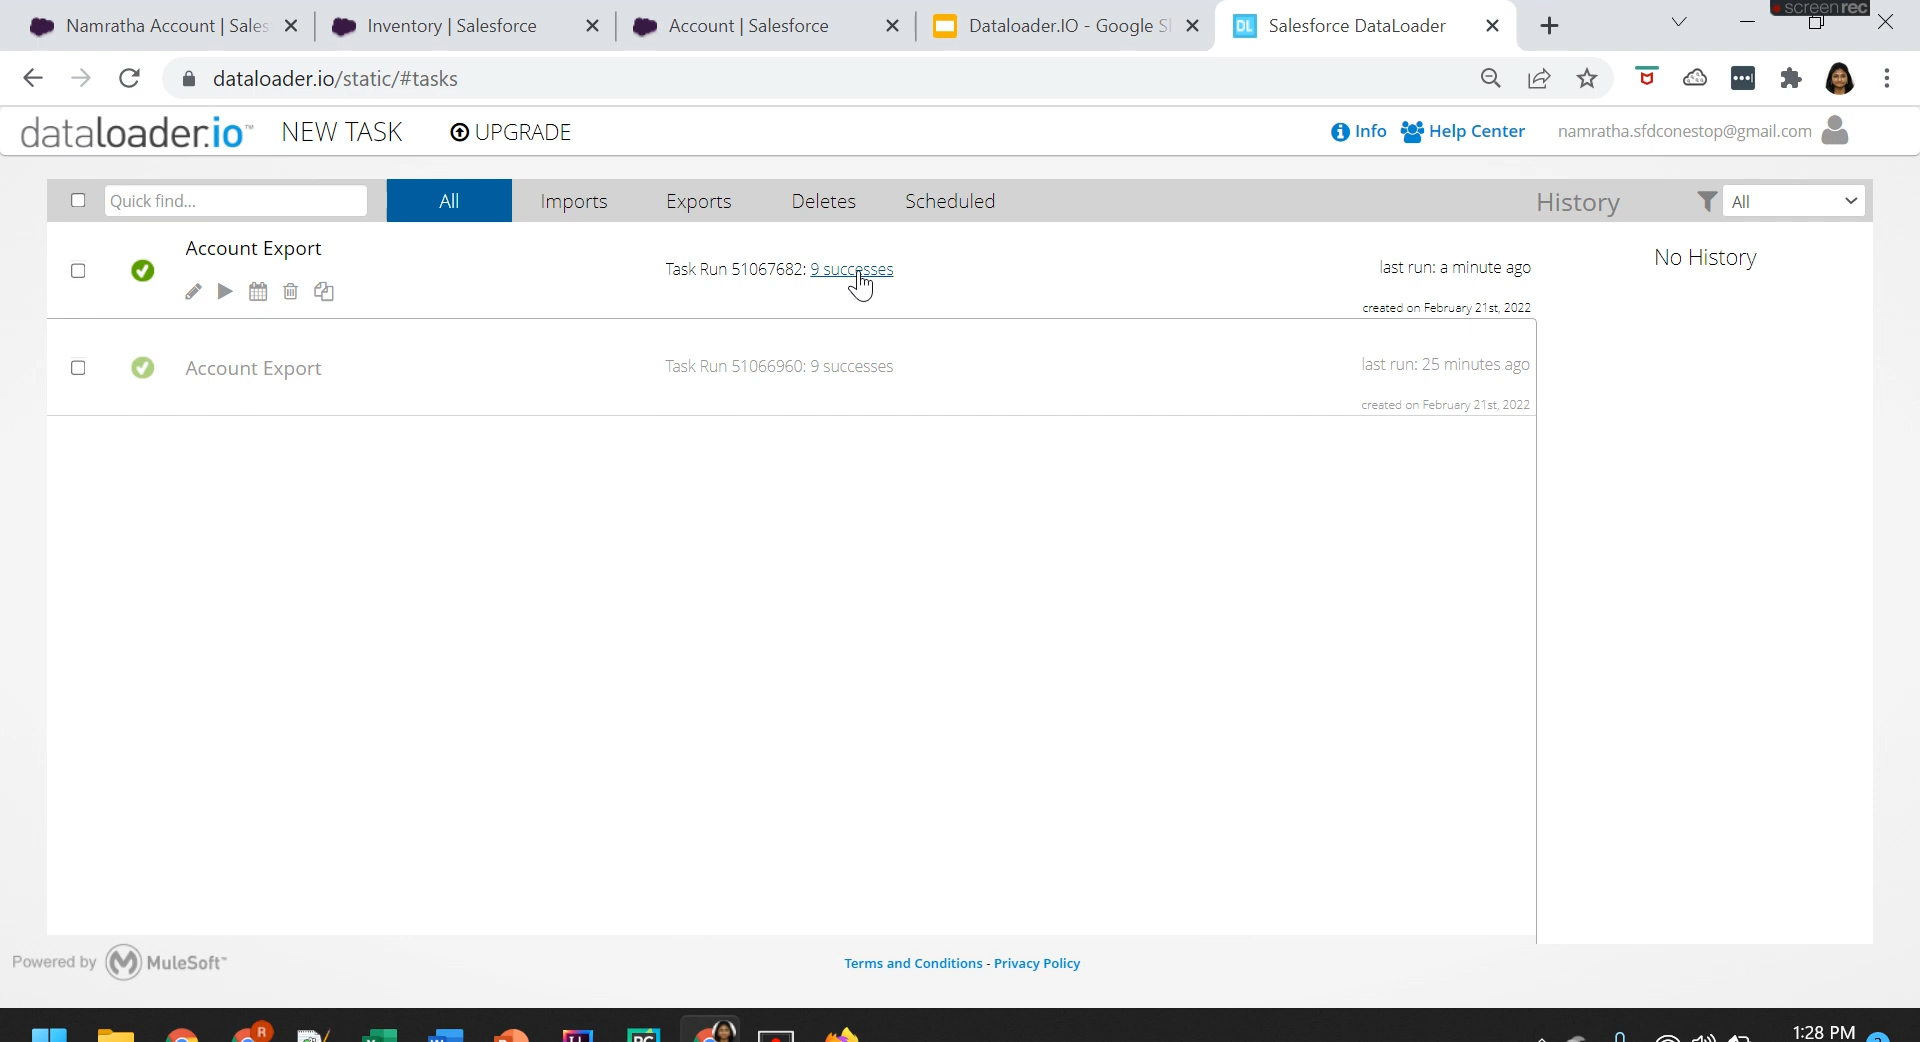 Namratha Account | Sales
Inventory | Salesforce
Account | Salesforce
Dataloader.IO - Google Sl
DL
Salesforce DataLoader
screenrec
dataloader.io/static/#tasks
dataloader.io™
NEW TASK
UPGRADE
Info
Help Center
namratha.sfdconestop@gmail.com
Quick find...
All
Imports
Exports
Deletes
Scheduled
History
All
Account Export
Task Run 51067682: 9 successes
last run: a minute ago
created on February 21st, 2022
No History
Account Export
Task Run 51066960: 9 successes
last run: 25 minutes ago
created on February 21st, 2022
Powered by MuleSoft™
Terms and Conditions - Privacy Policy
R
1:28 PM